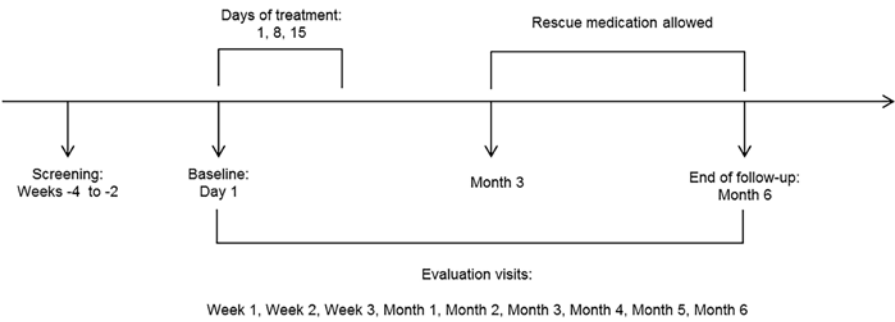 Days of treatment:
1, 8, 15
Rescue medication allowed
Screening:
Weeks -4 to -2
Baseline:
Day 1
Month 3
End of follow-up:
Month 6
Evaluation visits:
Week 1, Week 2, Week 3, Month 1, Month 2, Month 3, Month 4, Month 5, Month 6